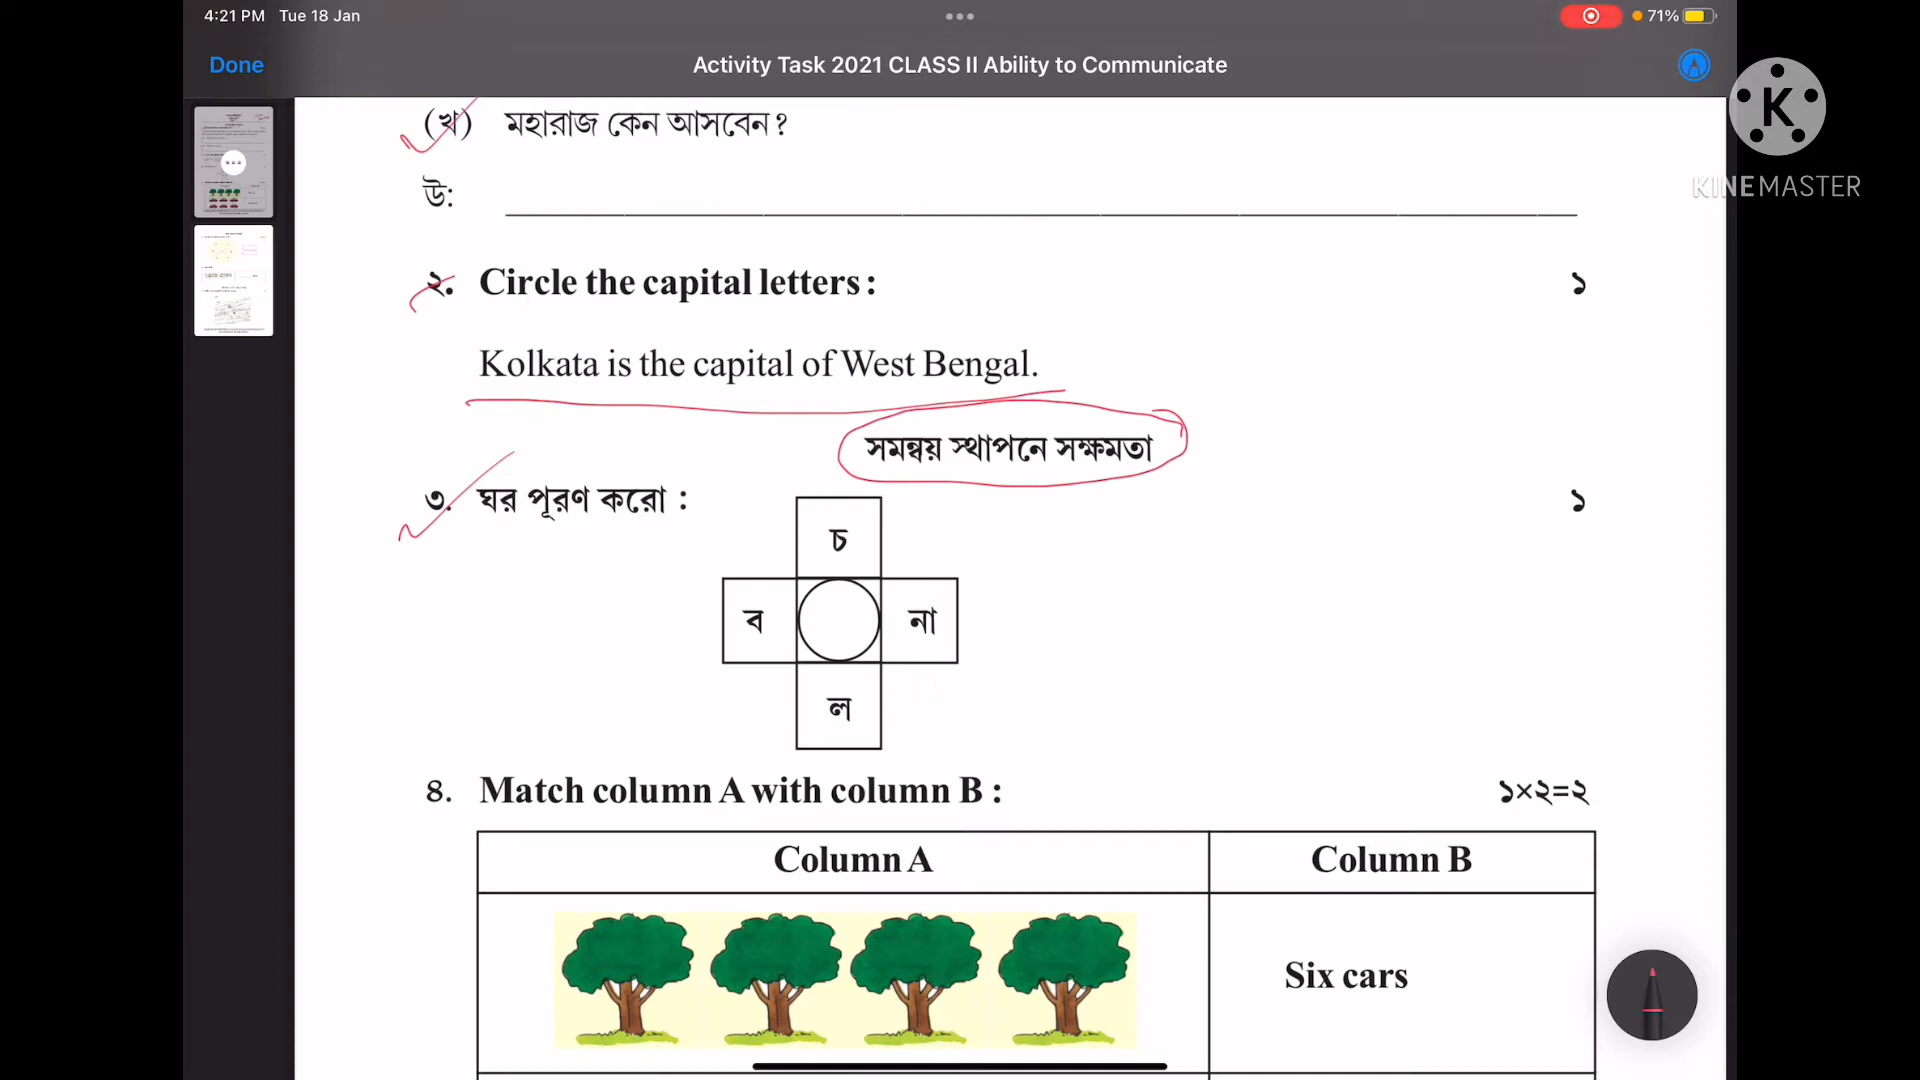 4:21 PM Tue 18 Jan
71%
Done
Activity Task 2021 CLASS II Ability to Communicate
K
KINEMASTER
(খ) মহারাজ কেন আসবেন?
উ:
২. Circle the capital letters : ১
Kolkata is the capital of West Bengal.
সমন্বয় স্থাপনে সক্ষমতা
৩. ঘর পূরণ করো : ১
চ
ব না
ল
৪. Match column A with column B : ১×২=২
Column A Column B
Six cars